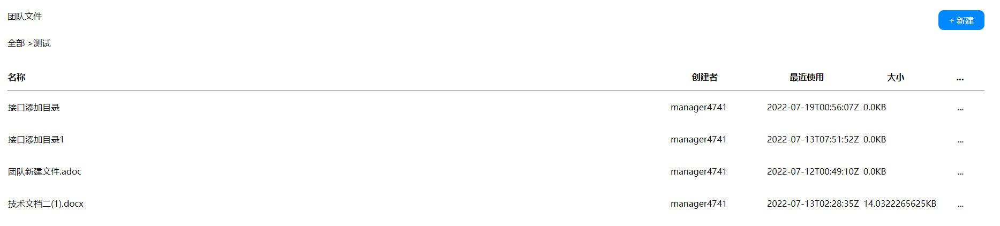 团队文件
+ 新建
全部 >测试
名称 创建者 最近使用 大小 ...
接口添加目录 manager4741 2022-07-19T00:56:07Z 0.0KB ...
接口添加目录1 manager4741 2022-07-13T07:51:52Z 0.0KB ...
团队新建文件.adoc manager4741 2022-07-12T00:49:10Z 0.0KB ...
技术文档二(1).docx manager4741 2022-07-13T02:28:35Z 14.0322265625KB ...